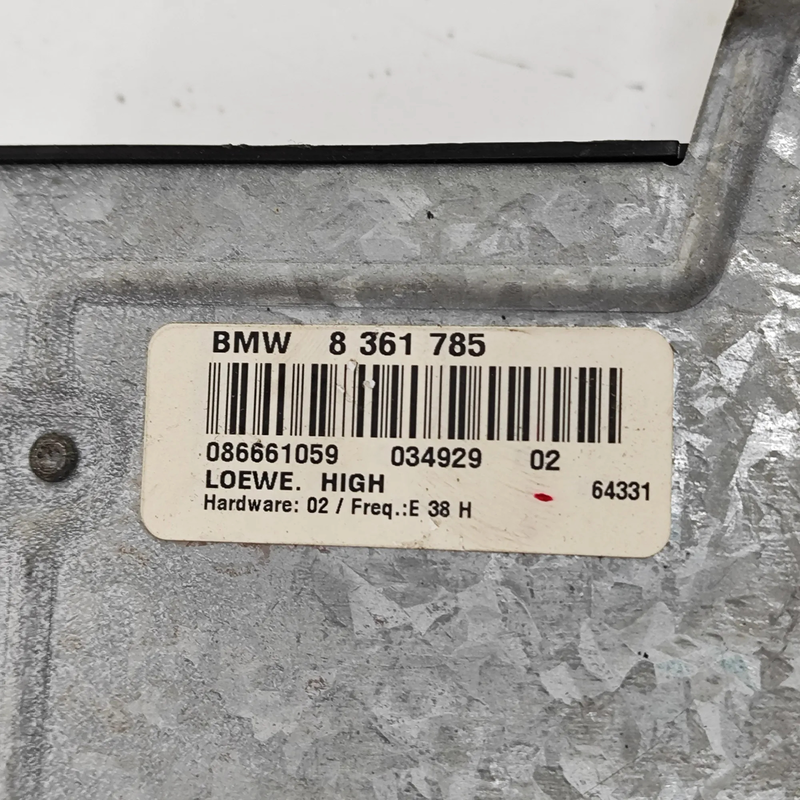 BMW 8 361 785
086661059 034929 02
LOEWE. HIGH 64331
Hardware: 02 / Freq.:E 38 H